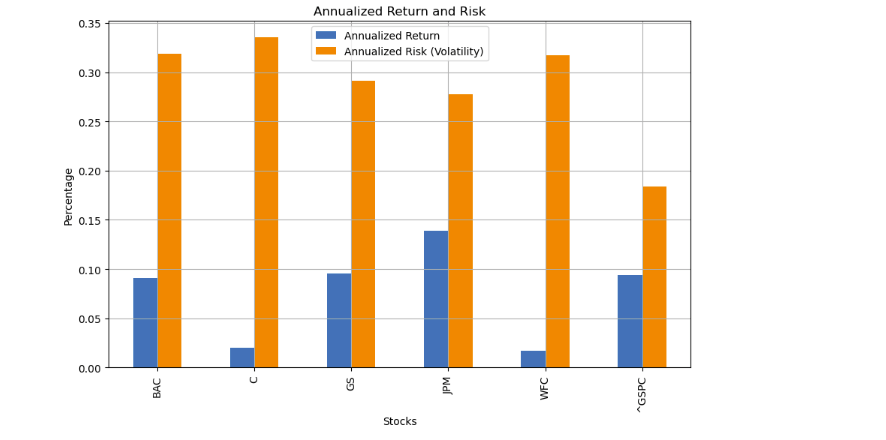 Annualized Return and Risk
Annualized Return
Annualized Risk (Volatility)
0.35
0.30
0.25
0.20
0.15
0.10
0.05
0.00
Percentage
BAC
C
GS
JPM
WFC
^GSPC
Stocks